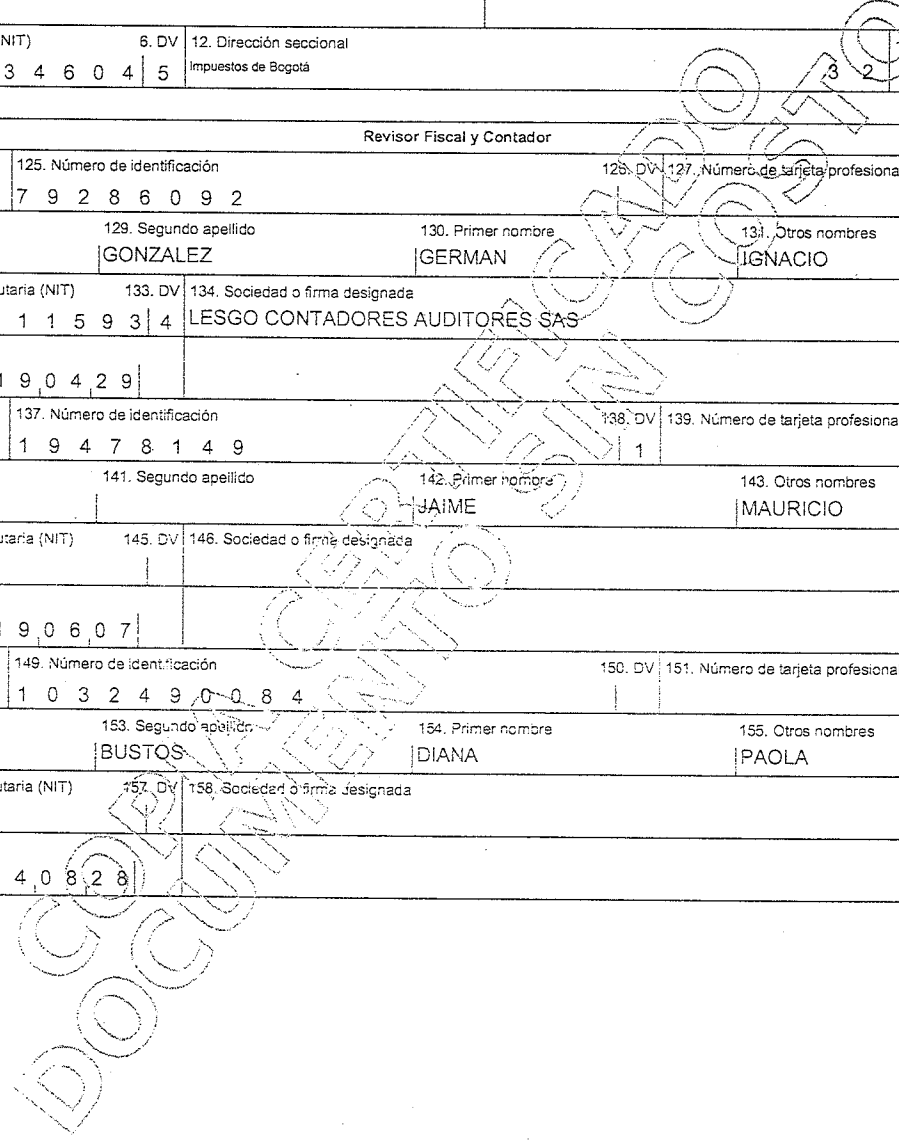 NIT) 6. DV 12. Dirección seccional
3 4 6 0 4 5 Impuestos de Bogotá 3 2
Revisor Fiscal y Contador
125. Número de identificación 126. DV 127. Número de tarjeta profesiona
7 9 2 8 6 0 9 2
129. Segundo apellido 130. Primer nombre 131. Otros nombres
GONZALEZ GERMAN IGNACIO
utaria (NIT) 133. DV 134. Sociedad o firma designada
1 1 5 9 3 4 LESGO CONTADORES AUDITORES SAS
1 9 0 4 2 9
137. Número de identificación 138. DV 139. Número de tarjeta profesiona
1 9 4 7 8 1 4 9 1
141. Segundo apellido 142. Primer nombre 143. Otros nombres
JAIME MAURICIO
utaria (NIT) 145. DV 146. Sociedad o firma designada
9 0 6 0 7
149. Número de identificación 150. DV 151. Número de tarjeta profesiona
1 0 3 2 4 9 0 0 8 4
153. Segundo apellido 154. Primer nombre 155. Otros nombres
BUSTOS DIANA PAOLA
utaria (NIT) 157. DV 158. Sociedad o firma designada
4 0 8 2 8
COPIA CERTIFICADO
DOCUMENTO SIN COSTO